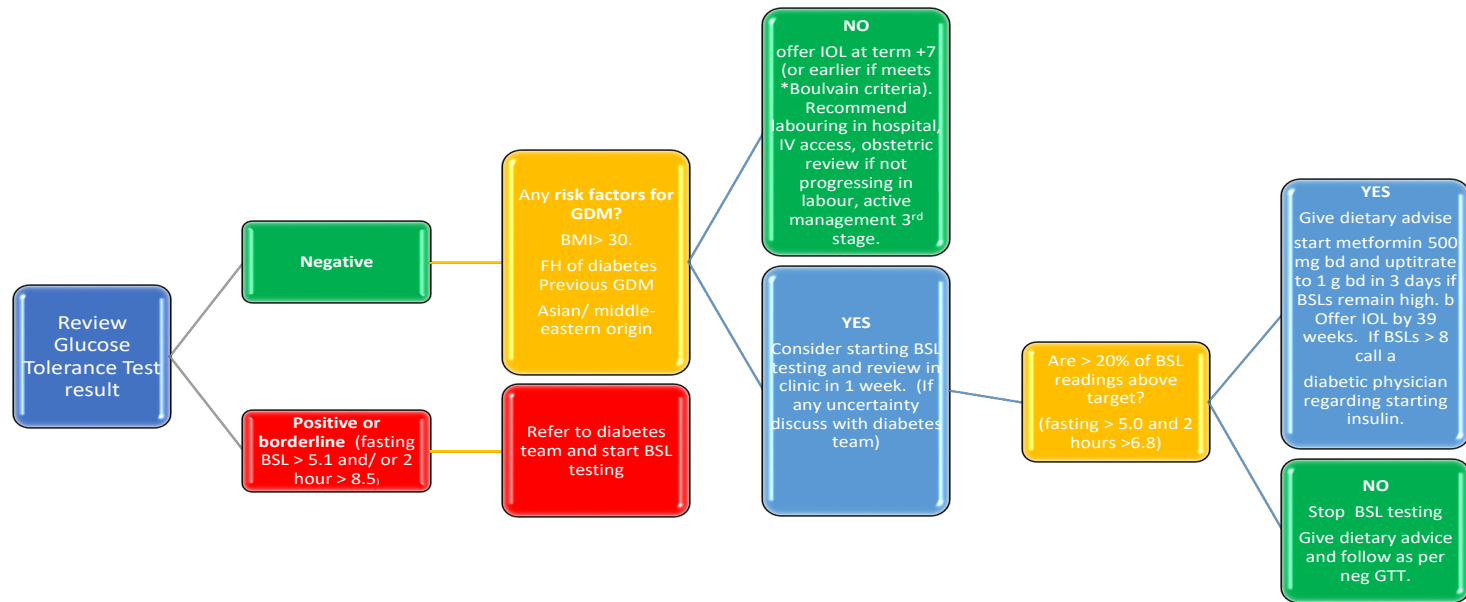 Review
Glucose
Tolerance Test
result
Negative
Positive or
borderline (fasting
BSL > 5.1 and/ or 2
hour > 8.5)
Any risk factors for
GDM?
BMI> 30.
FH of diabetes
Previous GDM
Asian/ middle-
eastern origin
Refer to diabetes
team and start BSL
testing
NO
offer IOL at term +7
(or earlier if meets
*Boulvain criteria).
Recommend
labouring in hospital,
IV access, obstetric
review if not
progressing in
labour, active
management 3rd
stage.
YES
Consider starting BSL
testing and review in
clinic in 1 week. (If
any uncertainty
discuss with diabetes
team)
Are > 20% of BSL
readings above
target?
(fasting > 5.0 and 2
hours >6.8)
YES
Give dietary advise
start metformin 500
mg bd and uptitrate
to 1 g bd in 3 days if
BSLs remain high. b
Offer IOL by 39
weeks. If BSLs > 8
call a
diabetic physician
regarding starting
insulin.
NO
Stop BSL testing
Give dietary advice
and follow as per
neg GTT.